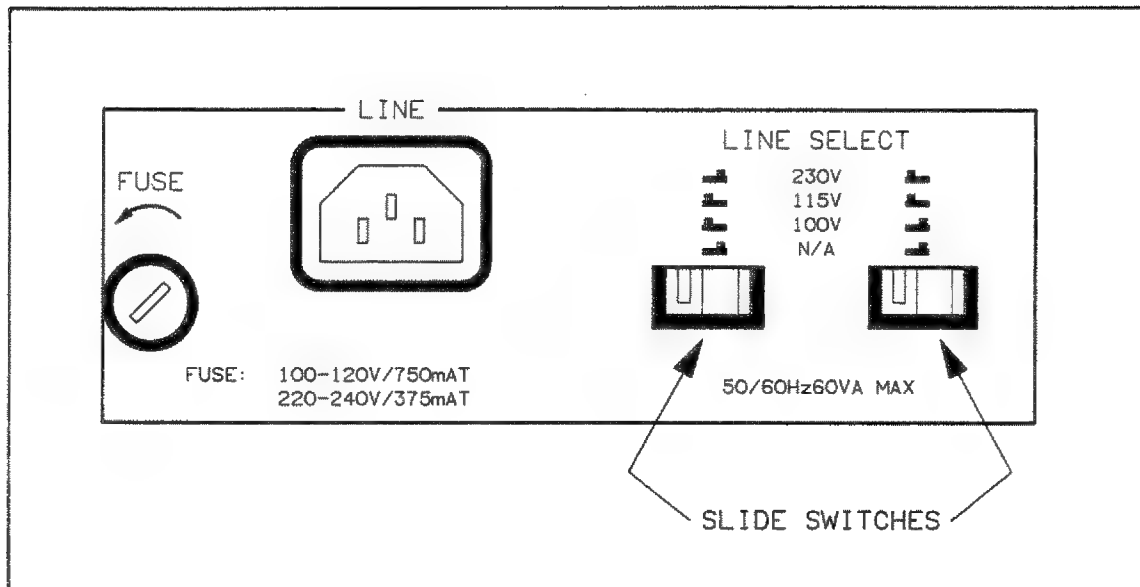 LINE
FUSE
LINE SELECT
230V
115V
100V
N/A
FUSE: 100-120V/750mAT
220-240V/375mAT
50/60Hz60VA MAX
SLIDE SWITCHES